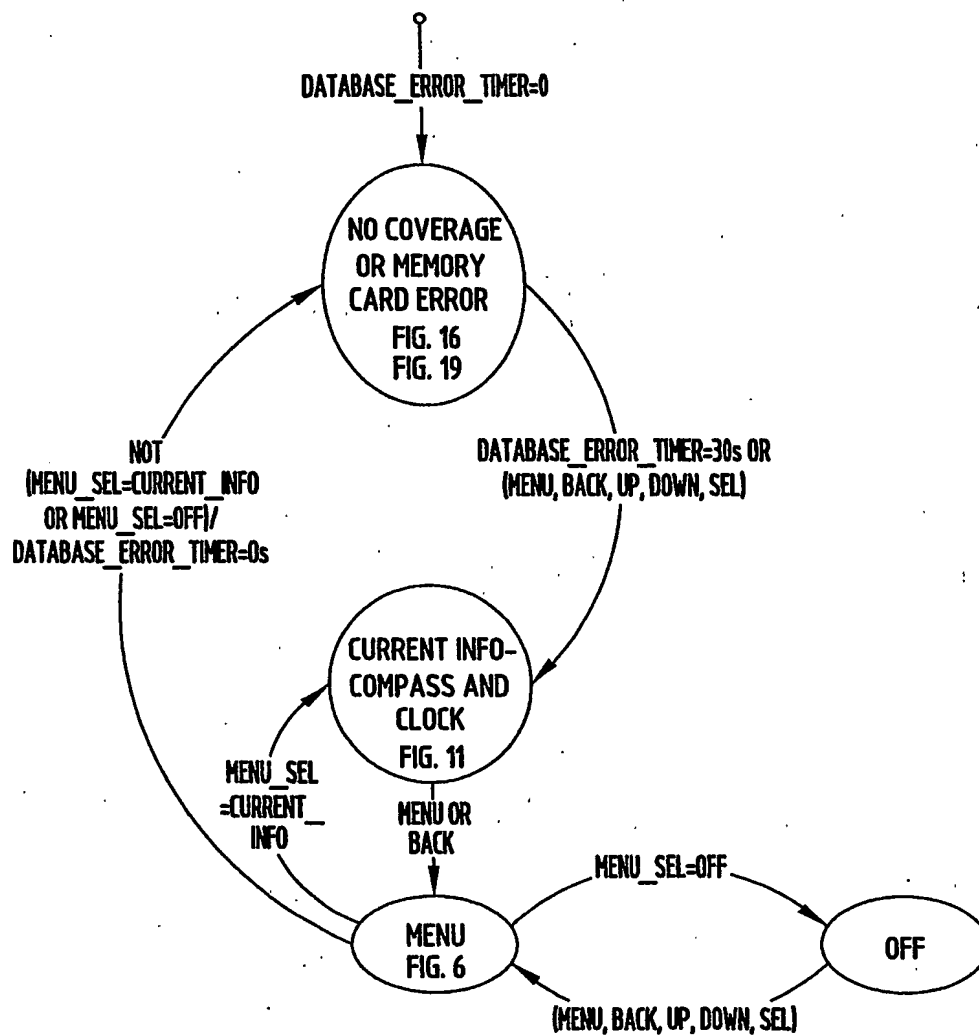 DATABASE_ERROR_TIMER=0
NO COVERAGE
OR MEMORY
CARD ERROR
FIG. 16
FIG. 19
NOT
(MENU_SEL=CURRENT_INFO
OR MENU_SEL=OFF)/
DATABASE_ERROR_TIMER=0s
DATABASE_ERROR_TIMER=30s OR
(MENU, BACK, UP, DOWN, SEL)
CURRENT INFO-
COMPASS AND
CLOCK
FIG. 11
MENU_SEL
=CURRENT_
INFO
MENU OR
BACK
MENU_SEL=OFF
MENU
FIG. 6
OFF
(MENU, BACK, UP, DOWN, SEL)